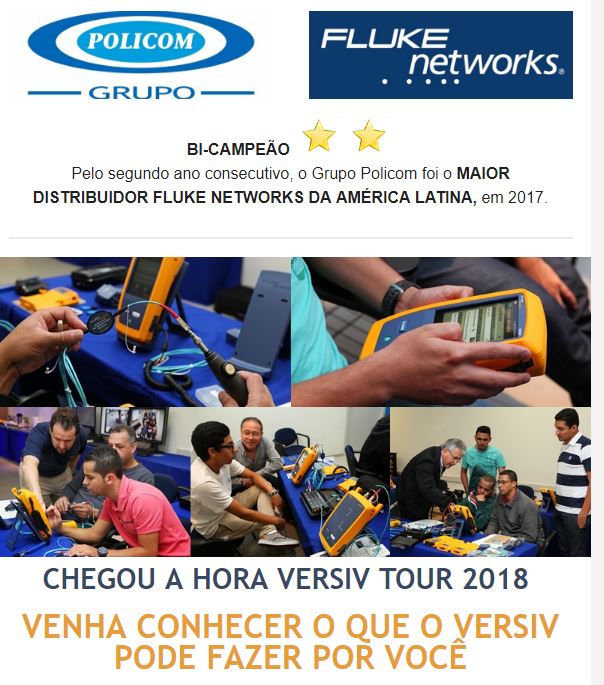 POLICOM
GRUPO
FLUKE
networks®
BI-CAMPEÃO
Pelo segundo ano consecutivo, o Grupo Policom foi o MAIOR
DISTRIBUIDOR FLUKE NETWORKS DA AMÉRICA LATINA, em 2017.
CHEGOU A HORA VERSIV TOUR 2018
VENHA CONHECER O QUE O VERSIV
PODE FAZER POR VOCÊ